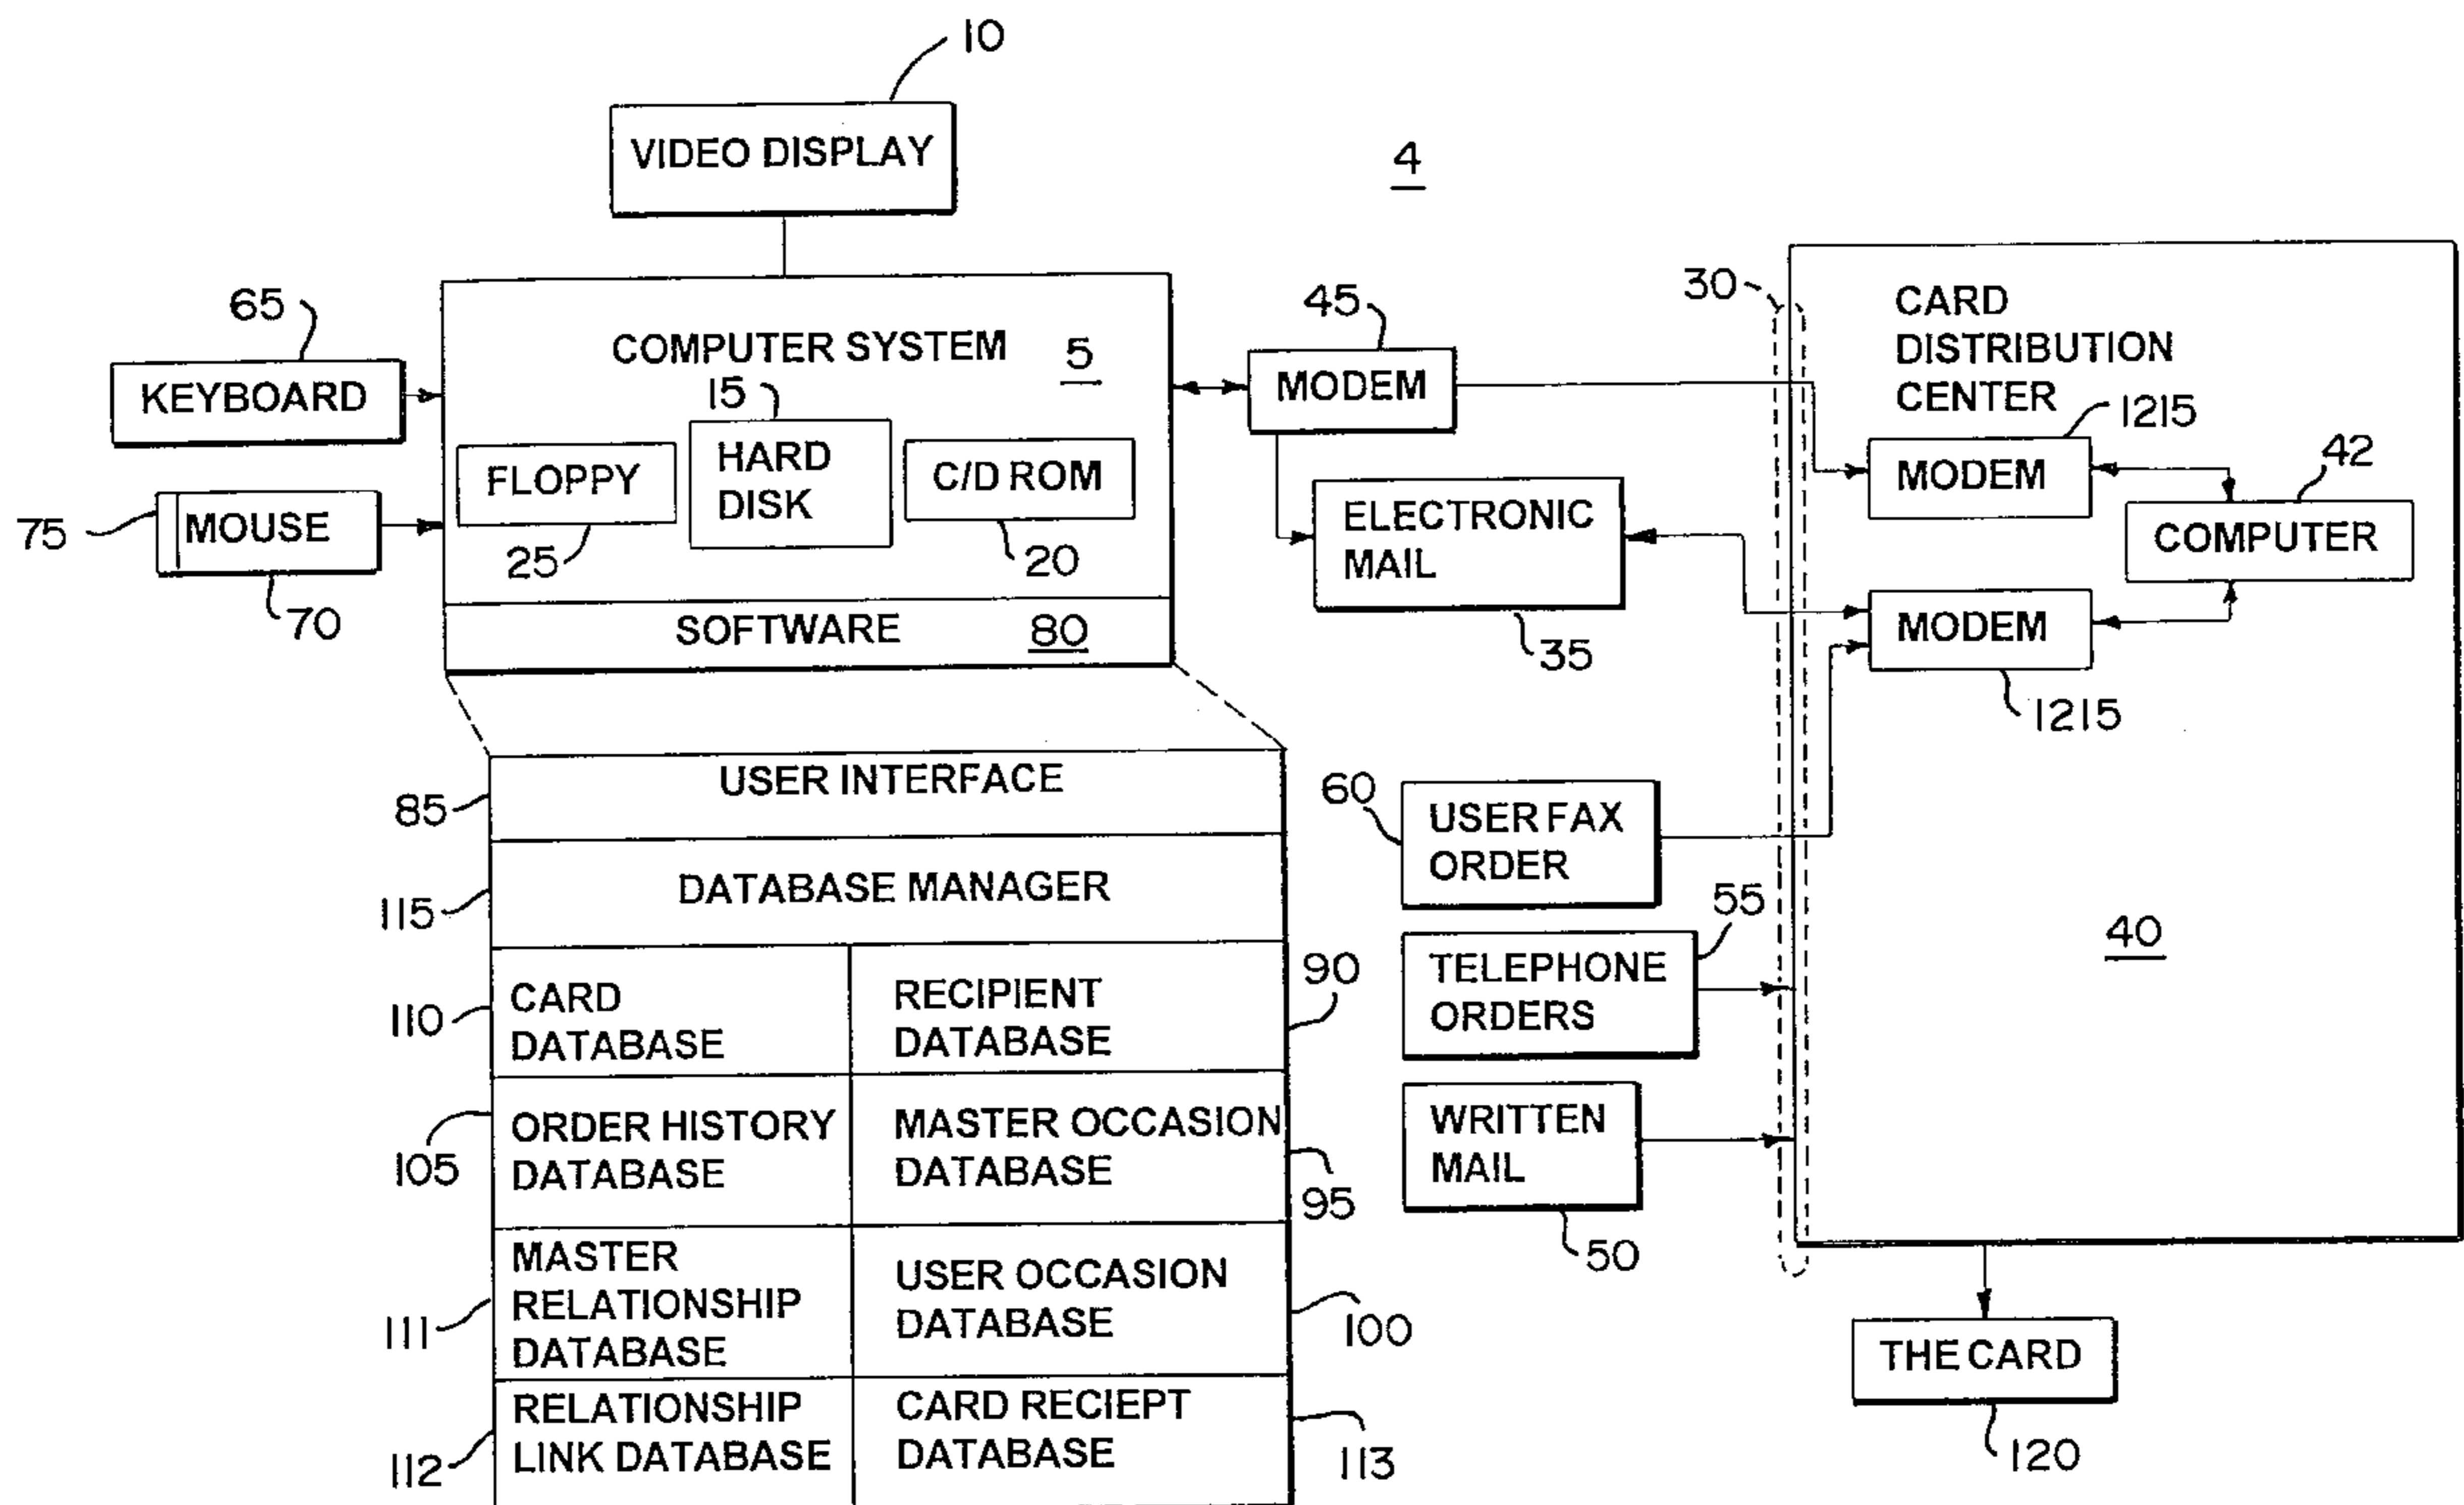 10
VIDEO DISPLAY
4
65
KEYBOARD
75
MOUSE
70
COMPUTER SYSTEM
5
15
FLOPPY
25
HARD
DISK
C/D ROM
20
SOFTWARE
80
45
MODEM
ELECTRONIC
MAIL
35
30
CARD
DISTRIBUTION
CENTER
1215
MODEM
42
COMPUTER
MODEM
1215
40
85
USER INTERFACE
115
DATABASE MANAGER
110
CARD
DATABASE
RECIPIENT
DATABASE
90
105
ORDER HISTORY
DATABASE
MASTER OCCASION
DATABASE
95
111
MASTER
RELATIONSHIP
DATABASE
USER OCCASION
DATABASE
100
112
RELATIONSHIP
LINK DATABASE
CARD RECIEPT
DATABASE
113
60
USER FAX
ORDER
55
TELEPHONE
ORDERS
WRITTEN
MAIL
50
THE CARD
120